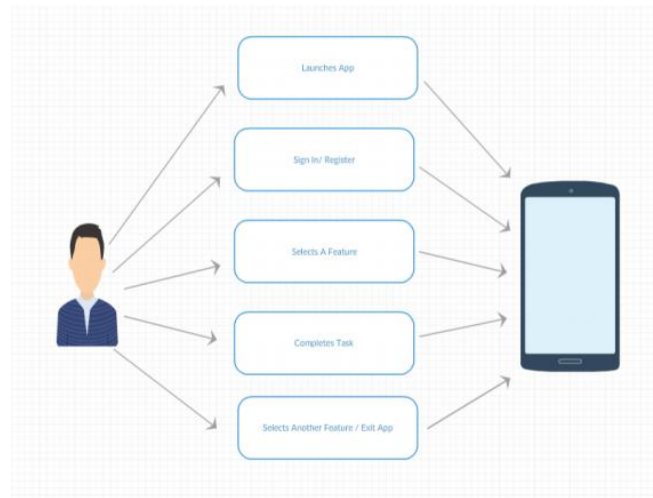 Launches App
Sign In/ Register
Selects A Feature
Completes Task
Selects Another Feature / Exit App